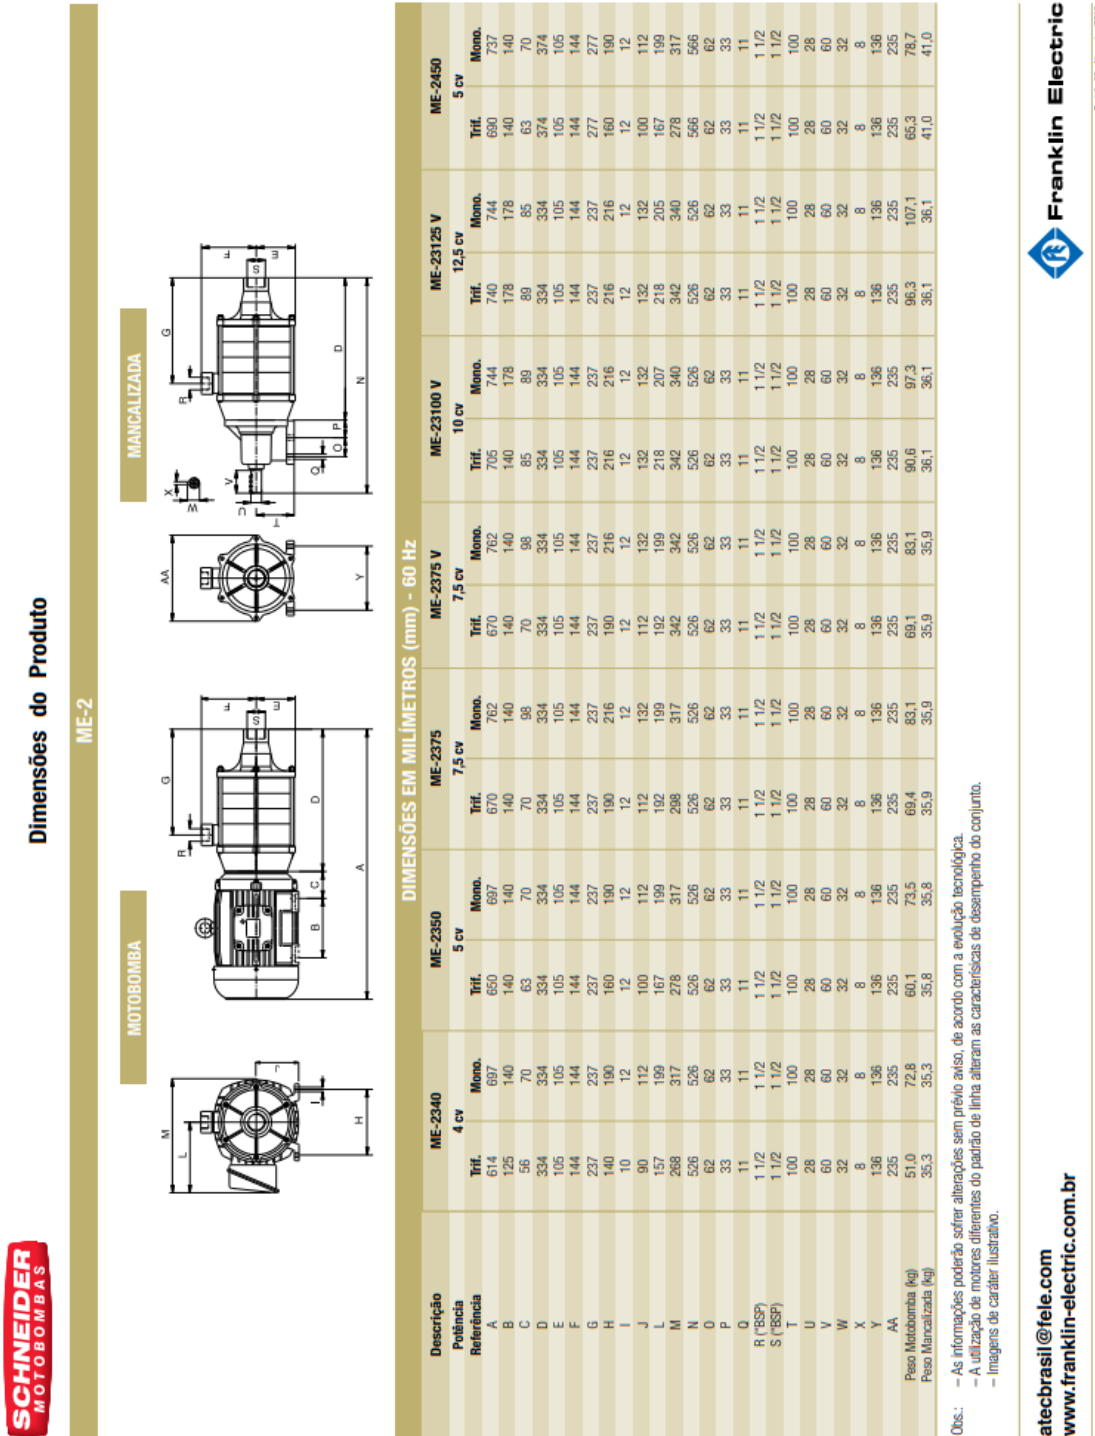 SCHNEIDER
MOTOBOMBAS
Dimensões do Produto
ME-2
MOTOBOMBA MANCALIZADA
M
L
I
J
H
R
G
F
E
S
B
C
D
A
AA
Y
X
W
V
U
T
R
G
F
E
S
Q
O
P
D
N
DIMENSÕES EM MILÍMETROS (mm) - 60 Hz
Descrição ME-2340 ME-2350 ME-2375 ME-2375 V ME-23100 V ME-23125 V ME-2450
Potência 4 cv 5 cv 7,5 cv 7,5 cv 10 cv 12,5 cv 5 cv
Referência Trif. Mono. Trif. Mono. Trif. Mono. Trif. Mono. Trif. Mono. Trif. Mono. Trif. Mono.
A 614 697 650 697 670 762 670 762 705 744 740 744 690 737
B 125 140 140 140 140 140 140 140 140 178 178 178 140 140
C 56 70 63 70 70 98 70 98 85 89 89 85 63 70
D 334 334 334 334 334 334 334 334 334 334 334 334 374 374
E 105 105 105 105 105 105 105 105 105 105 105 105 105 105
F 144 144 144 144 144 144 144 144 144 144 144 144 144 144
G 237 237 237 237 237 237 237 237 237 237 237 237 277 277
H 140 190 160 190 190 216 190 216 216 216 216 216 160 190
I 10 12 12 12 12 12 12 12 12 12 12 12 12 12
J 90 112 100 112 112 132 112 132 132 132 132 132 100 112
L 157 199 167 199 192 199 192 199 218 207 218 205 167 199
M 268 317 278 317 298 317 342 342 342 340 342 340 278 317
N 526 526 526 526 526 526 526 526 526 526 526 526 566 566
O 62 62 62 62 62 62 62 62 62 62 62 62 62 62
P 33 33 33 33 33 33 33 33 33 33 33 33 33 33
Q 11 11 11 11 11 11 11 11 11 11 11 11 11 11
R ("BSP) 1 1/2 1 1/2 1 1/2 1 1/2 1 1/2 1 1/2 1 1/2 1 1/2 1 1/2 1 1/2 1 1/2 1 1/2 1 1/2 1 1/2
S ("BSP) 1 1/2 1 1/2 1 1/2 1 1/2 1 1/2 1 1/2 1 1/2 1 1/2 1 1/2 1 1/2 1 1/2 1 1/2 1 1/2 1 1/2
T 100 100 100 100 100 100 100 100 100 100 100 100 100 100
U 28 28 28 28 28 28 28 28 28 28 28 28 28 28
V 60 60 60 60 60 60 60 60 60 60 60 60 60 60
W 32 32 32 32 32 32 32 32 32 32 32 32 32 32
X 8 8 8 8 8 8 8 8 8 8 8 8 8 8
Y 136 136 136 136 136 136 136 136 136 136 136 136 136 136
AA 235 235 235 235 235 235 235 235 235 235 235 235 235 235
Peso Motobomba (kg) 51,0 72,8 60,1 73,5 69,4 83,1 69,1 83,1 90,6 97,3 96,3 107,1 65,3 78,7
Peso Mancalizada (kg) 35,3 35,3 35,8 35,8 35,9 35,9 35,9 35,9 36,1 36,1 36,1 36,1 41,0 41,0
Obs.: – As informações poderão sofrer alterações sem prévio aviso, de acordo com a evolução tecnológica.
– A utilização de motores diferentes do padrão de linha alteram as caracterísicas de desempenho do conjunto.
– Imagens de caráter ilustrativo.
atecbrasil@fele.com
www.franklin-electric.com.br
Franklin Electric